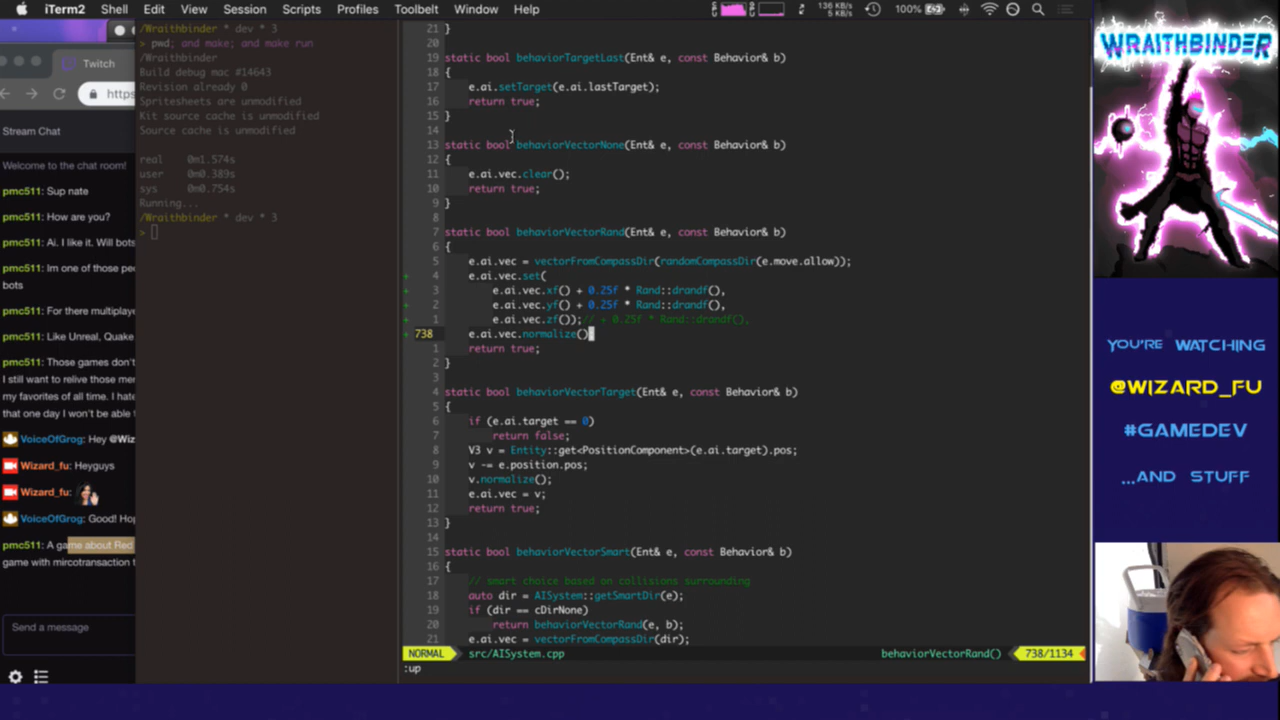 iTerm2 Shell Edit View Session Scripts Profiles Toolbelt Window Help
136 KB/s
5 KB/s
100%
Twitch
https
Stream Chat
Welcome to the chat room!
pmc511: Sup nate
pmc511: How are you?
pmc511: Ai. I like it. Will bots
pmc511: Im one of those
bots
pmc511: For there multiplaye
pmc511: Like Unreal, Quake
pmc511: Those games don't
I still want to relive those
my favorites of all time. I hate
that one day I won't be able
VoiceOfGrog: Hey @Wiz
Wizard_fu: Heyguys
Wizard_fu:
VoiceOfGrog: Good! Hop
pmc511: A game about Red
game with mircotransaction
Send a message
/Wraithbinder * dev * 3
> pwd; and make; and make run
/Wraithbinder
Build debug mac #14643
Revision already 0
Spritesheets are unmodified
Kit source cache is unmodified
Source cache is unmodified
real 0m1.574s
user 0m0.389s
sys 0m0.754s
Running...
/Wraithbinder * dev * 3
>
21 }
20
19 static bool behaviorTargetLast(Ent& e, const Behavior& b)
18 {
17 e.ai.setTarget(e.ai.lastTarget);
16 return true;
15 }
14
13 static bool behaviorVectorNone(Ent& e, const Behavior& b)
12 {
11 e.ai.vec.clear();
10 return true;
9 }
8
7 static bool behaviorVectorRand(Ent& e, const Behavior& b)
6 {
5 e.ai.vec = vectorFromCompassDir(randomCompassDir(e.move.allow));
+ 4 e.ai.vec.set(
+ 3 e.ai.vec.xf() + 0.25f * Rand::drandf(),
+ 2 e.ai.vec.yf() + 0.25f * Rand::drandf(),
+ 1 e.ai.vec.zf());// + 0.25f * Rand::drandf(),
+ 738 e.ai.vec.normalize()
1 return true;
2 }
3
4 static bool behaviorVectorTarget(Ent& e, const Behavior& b)
5 {
6 if (e.ai.target == 0)
7 return false;
8 V3 v = Entity::get<PositionComponent>(e.ai.target).pos;
9 v -= e.position.pos;
10 v.normalize();
11 e.ai.vec = v;
12 return true;
13 }
14
15 static bool behaviorVectorSmart(Ent& e, const Behavior& b)
16 {
17 // smart choice based on collisions surrounding
18 auto dir = AISystem::getSmartDir(e);
19 if (dir == cDirNone)
20 return behaviorVectorRand(e, b);
21 e.ai.vec = vectorFromCompassDir(dir);
NORMAL src/AISystem.cpp behaviorVectorRand() 738/1134
:up
WRAITHBINDER
YOU'RE WATCHING
@WIZARD_FU
#GAMEDEV
...AND STUFF